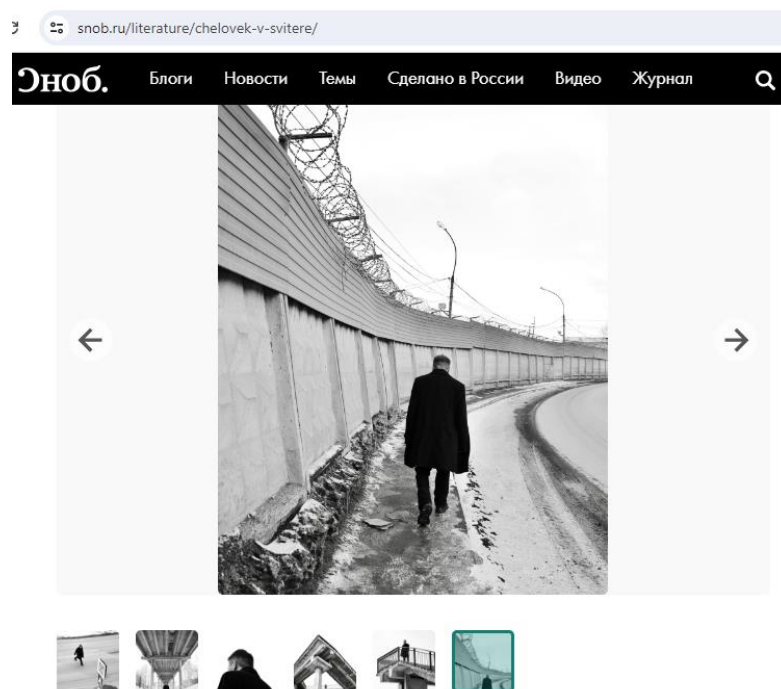 snob.ru/literature/chelovek-v-svitere/
Сноб. Блоги Новости Темы Сделано в России Видео Журнал